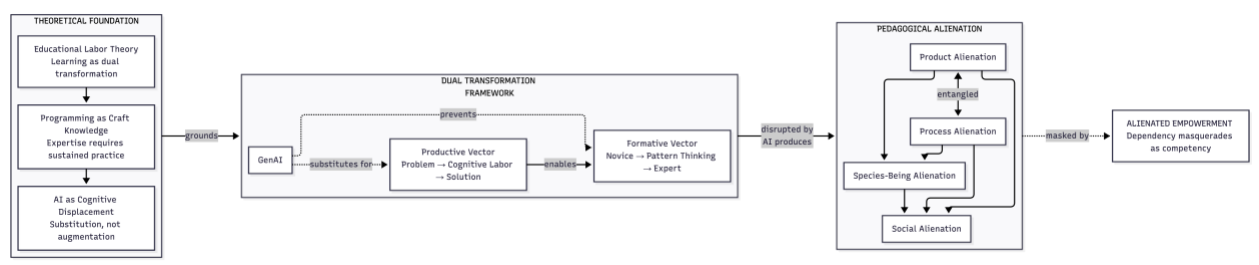 THEORETICAL FOUNDATION
Educational Labor Theory
Learning as dual
transformation
Programming as Craft
Knowledge
Expertise requires
sustained practice
AI as Cognitive
Displacement
Substitution, not
augmentation
grounds
DUAL TRANSFORMATION
FRAMEWORK
prevents
GenAI
substitutes for
Productive Vector
Problem → Cognitive Labor
→ Solution
enables
Formative Vector
Novice → Pattern Thinking
→ Expert
disrupted by
AI produces
PEDAGOGICAL ALIENATION
Product Alienation
entangled
Process Alienation
Species-Being Alienation
Social Alienation
masked by
ALIENATED EMPOWERMENT
Dependency masquerades
as competency